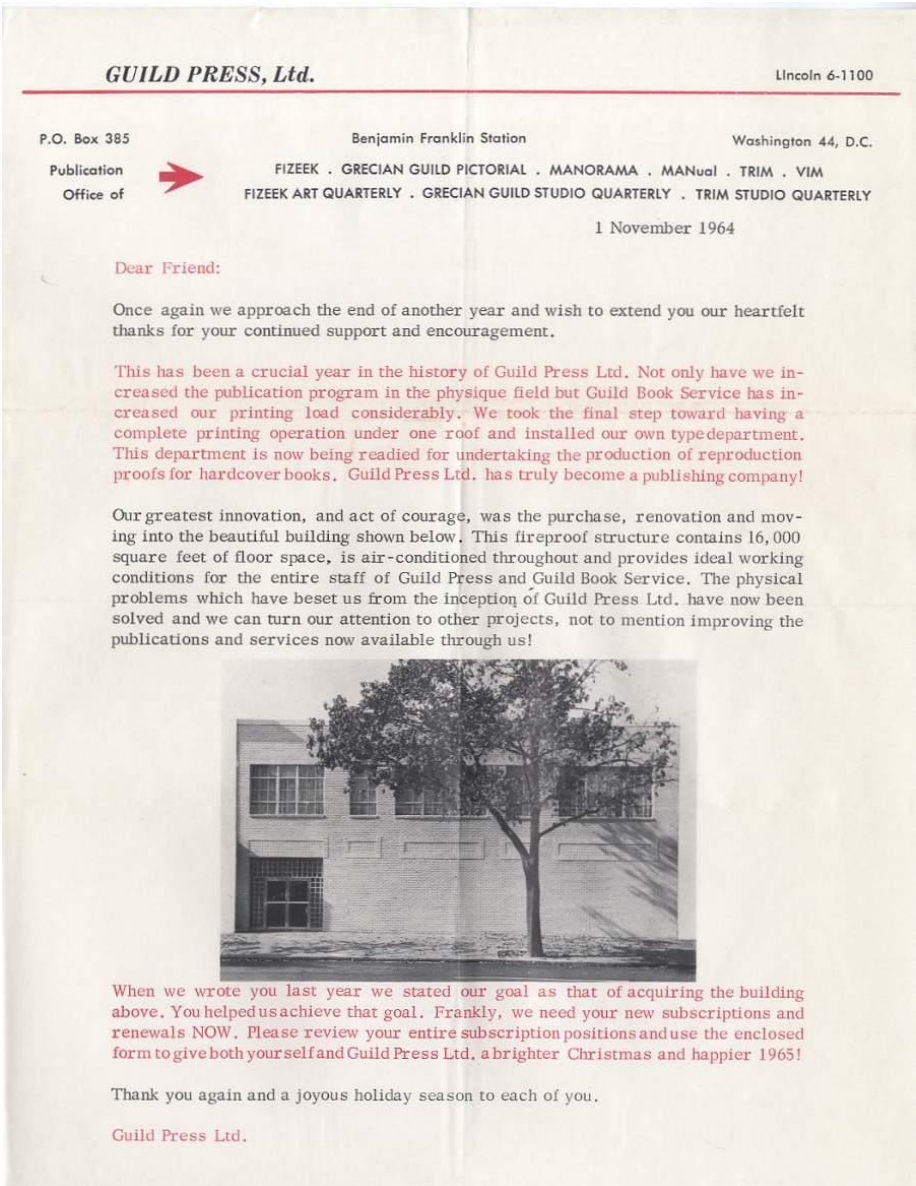 GUILD PRESS, Ltd.
LIncoln 6-1100
P.O. Box 385
Benjamin Franklin Station
Washington 44, D.C.
Publication
Office of
FIZEEK . GRECIAN GUILD PICTORIAL . MANORAMA . MANual . TRIM . VIM
FIZEEK ART QUARTERLY . GRECIAN GUILD STUDIO QUARTERLY . TRIM STUDIO QUARTERLY
1 November 1964
Dear Friend:
Once again we approach the end of another year and wish to extend you our heartfelt
thanks for your continued support and encouragement.
This has been a crucial year in the history of Guild Press Ltd. Not only have we in-
creased the publication program in the physique field but Guild Book Service has in-
creased our printing load considerably. We took the final step toward having a
complete printing operation under one roof and installed our own type department.
This department is now being readied for undertaking the production of reproduction
proofs for hardcover books. Guild Press Ltd. has truly become a publishing company!
Our greatest innovation, and act of courage, was the purchase, renovation and mov-
ing into the beautiful building shown below. This fireproof structure contains 16,000
square feet of floor space, is air-conditioned throughout and provides ideal working
conditions for the entire staff of Guild Press and Guild Book Service. The physical
problems which have beset us from the inception of Guild Press Ltd. have now been
solved and we can turn our attention to other projects, not to mention improving the
publications and services now available through us!
When we wrote you last year we stated our goal as that of acquiring the building
above. You helped us achieve that goal. Frankly, we need your new subscriptions and
renewals NOW. Please review your entire subscription positions and use the enclosed
form to give both yourself and Guild Press Ltd. a brighter Christmas and happier 1965!
Thank you again and a joyous holiday season to each of you.
Guild Press Ltd.